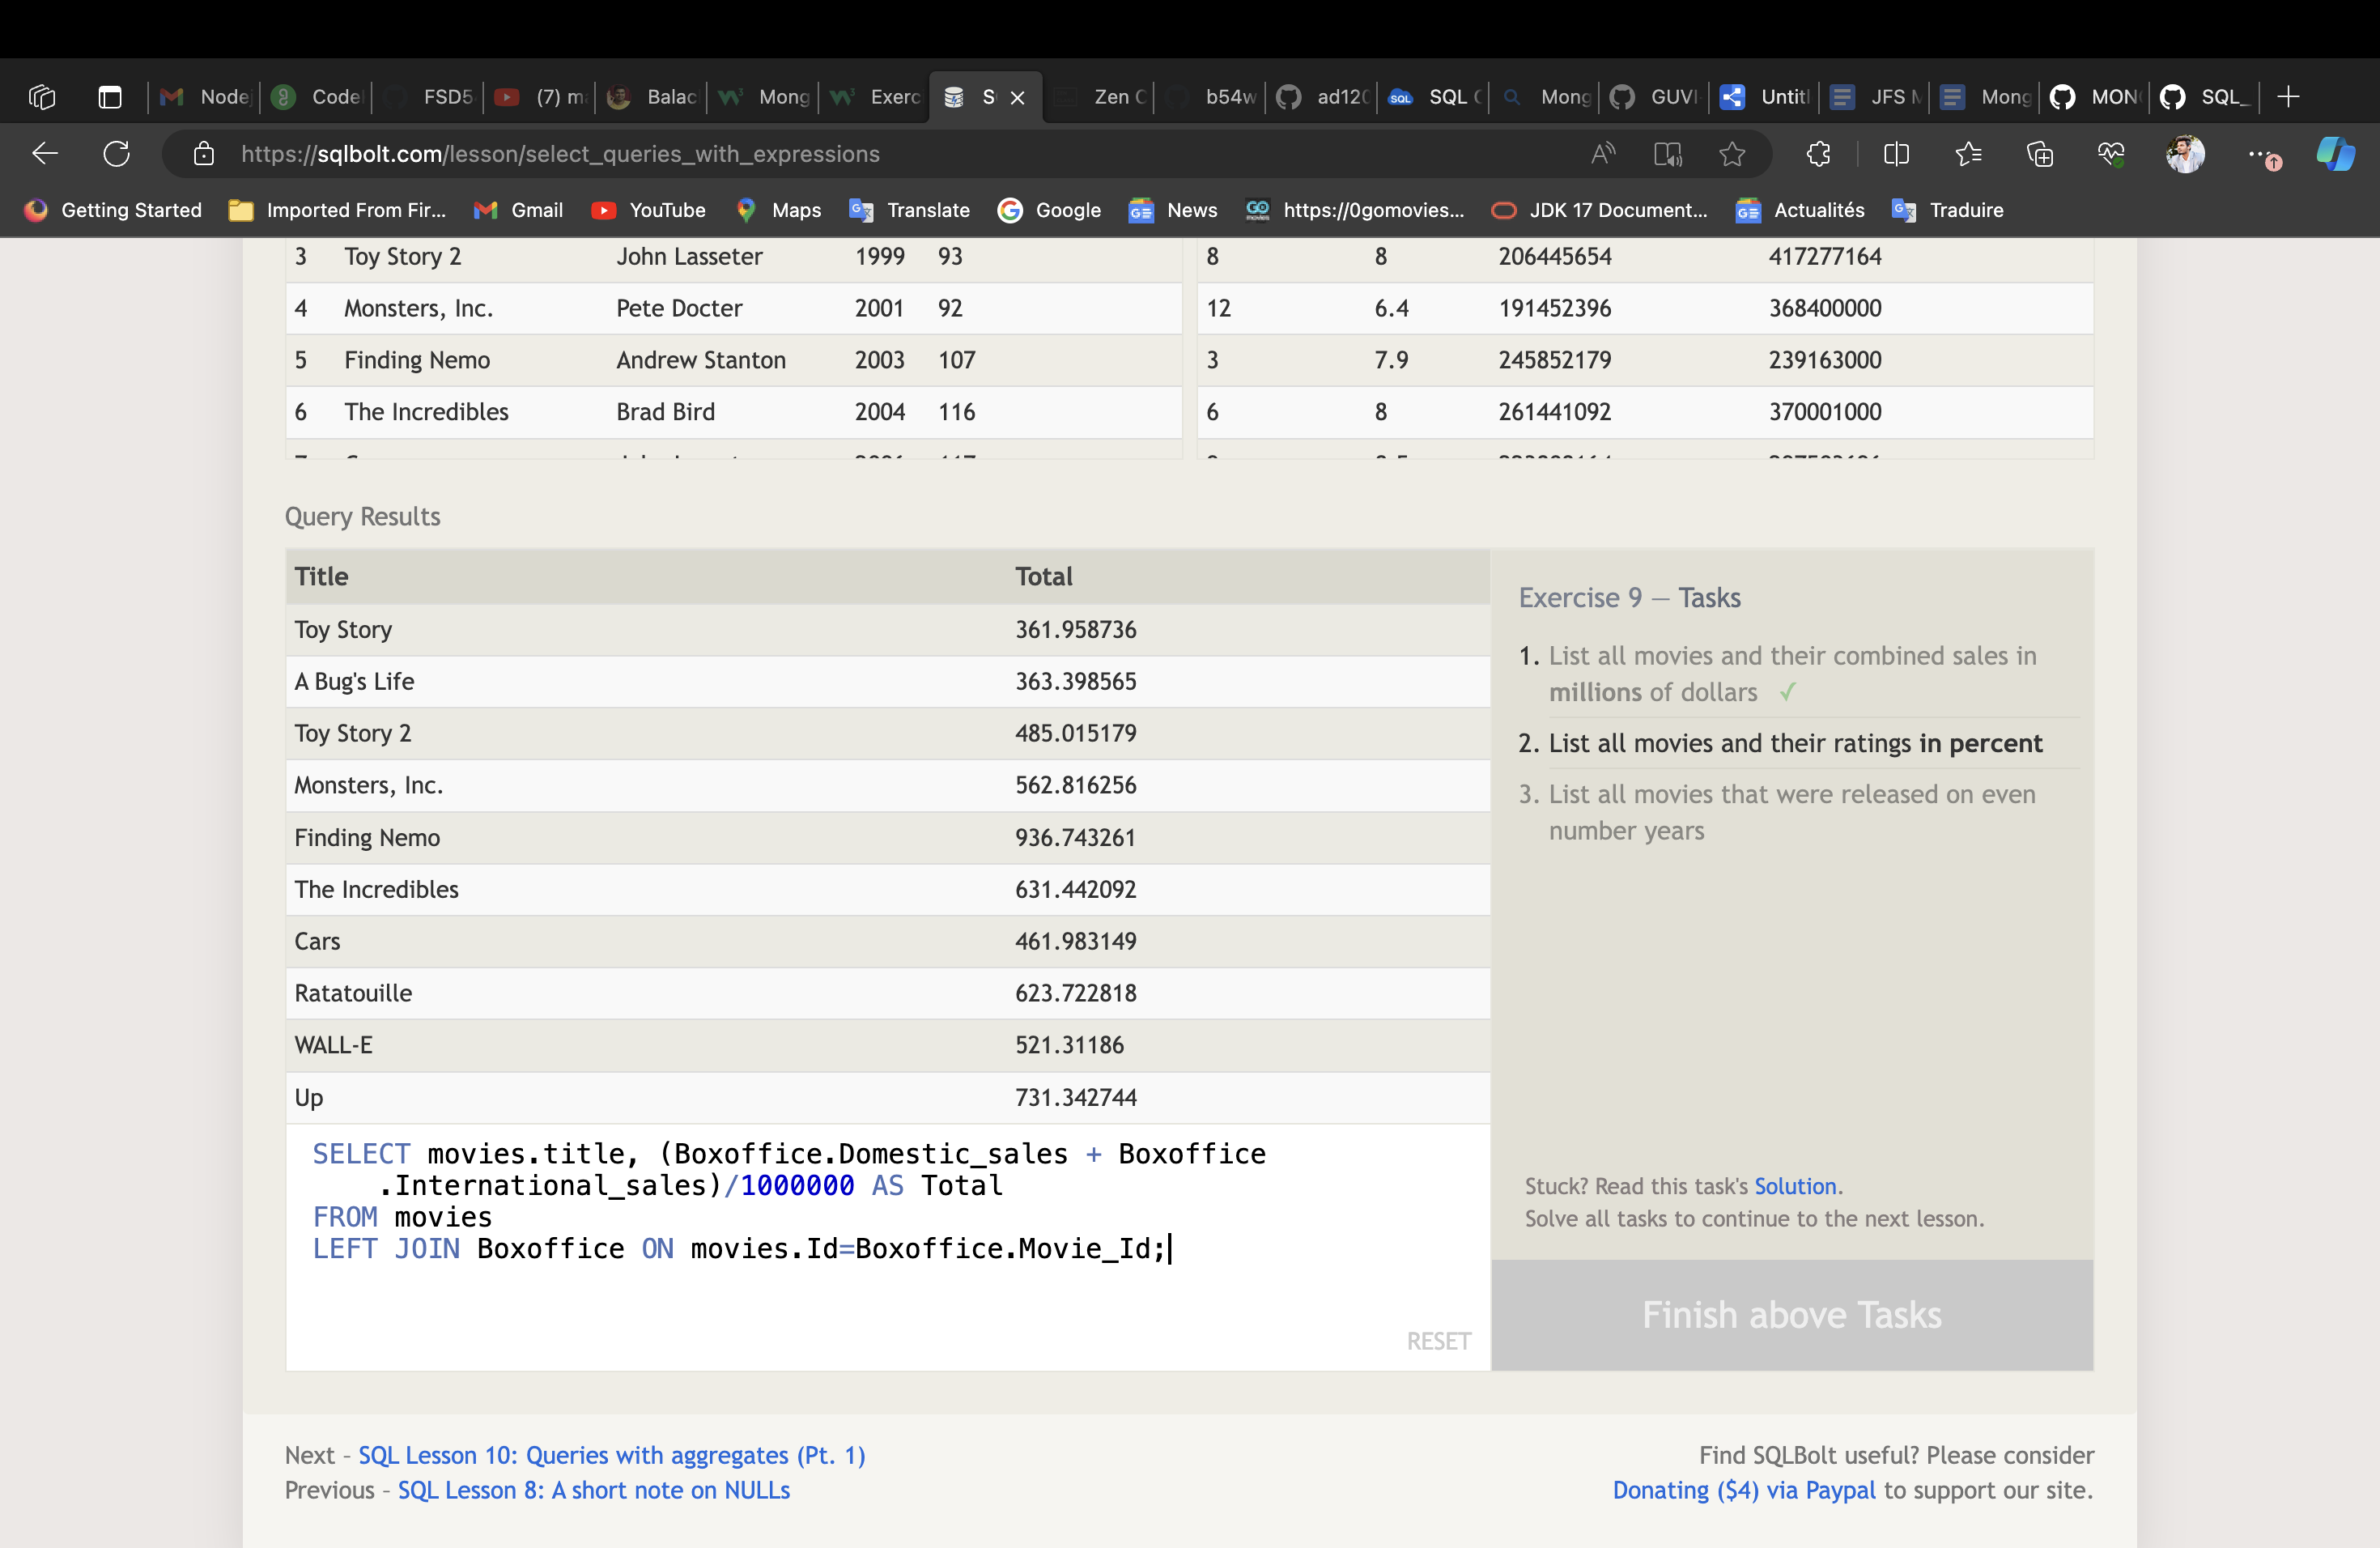 Node
Code
FSD5
(7) m
Balac
Mong
Exerc
S
Zen C
b54w
ad120
SQL
SQL
Mong
GUVI
Untitl
JFS M
Mong
MON
SQL_
https://sqlbolt.com/lesson/select_queries_with_expressions
Getting Started
Imported From Fir...
Gmail
YouTube
Maps
Translate
Google
News
https://0gomovies...
JDK 17 Document...
Actualités
Traduire
3 Toy Story 2 John Lasseter 1999 93
8 8 206445654 417277164
4 Monsters, Inc. Pete Docter 2001 92
12 6.4 191452396 368400000
5 Finding Nemo Andrew Stanton 2003 107
3 7.9 245852179 239163000
6 The Incredibles Brad Bird 2004 116
6 8 261441092 370001000
Query Results
Title Total
Toy Story 361.958736
A Bug's Life 363.398565
Toy Story 2 485.015179
Monsters, Inc. 562.816256
Finding Nemo 936.743261
The Incredibles 631.442092
Cars 461.983149
Ratatouille 623.722818
WALL-E 521.31186
Up 731.342744
SELECT movies.title, (Boxoffice.Domestic_sales + Boxoffice
.International_sales)/1000000 AS Total
FROM movies
LEFT JOIN Boxoffice ON movies.Id=Boxoffice.Movie_Id;
RESET
Exercise 9 — Tasks
1. List all movies and their combined sales in
millions of dollars ✓
2. List all movies and their ratings in percent
3. List all movies that were released on even
number years
Stuck? Read this task's Solution.
Solve all tasks to continue to the next lesson.
Finish above Tasks
Next – SQL Lesson 10: Queries with aggregates (Pt. 1)
Previous – SQL Lesson 8: A short note on NULLs
Find SQLBolt useful? Please consider
Donating ($4) via Paypal to support our site.